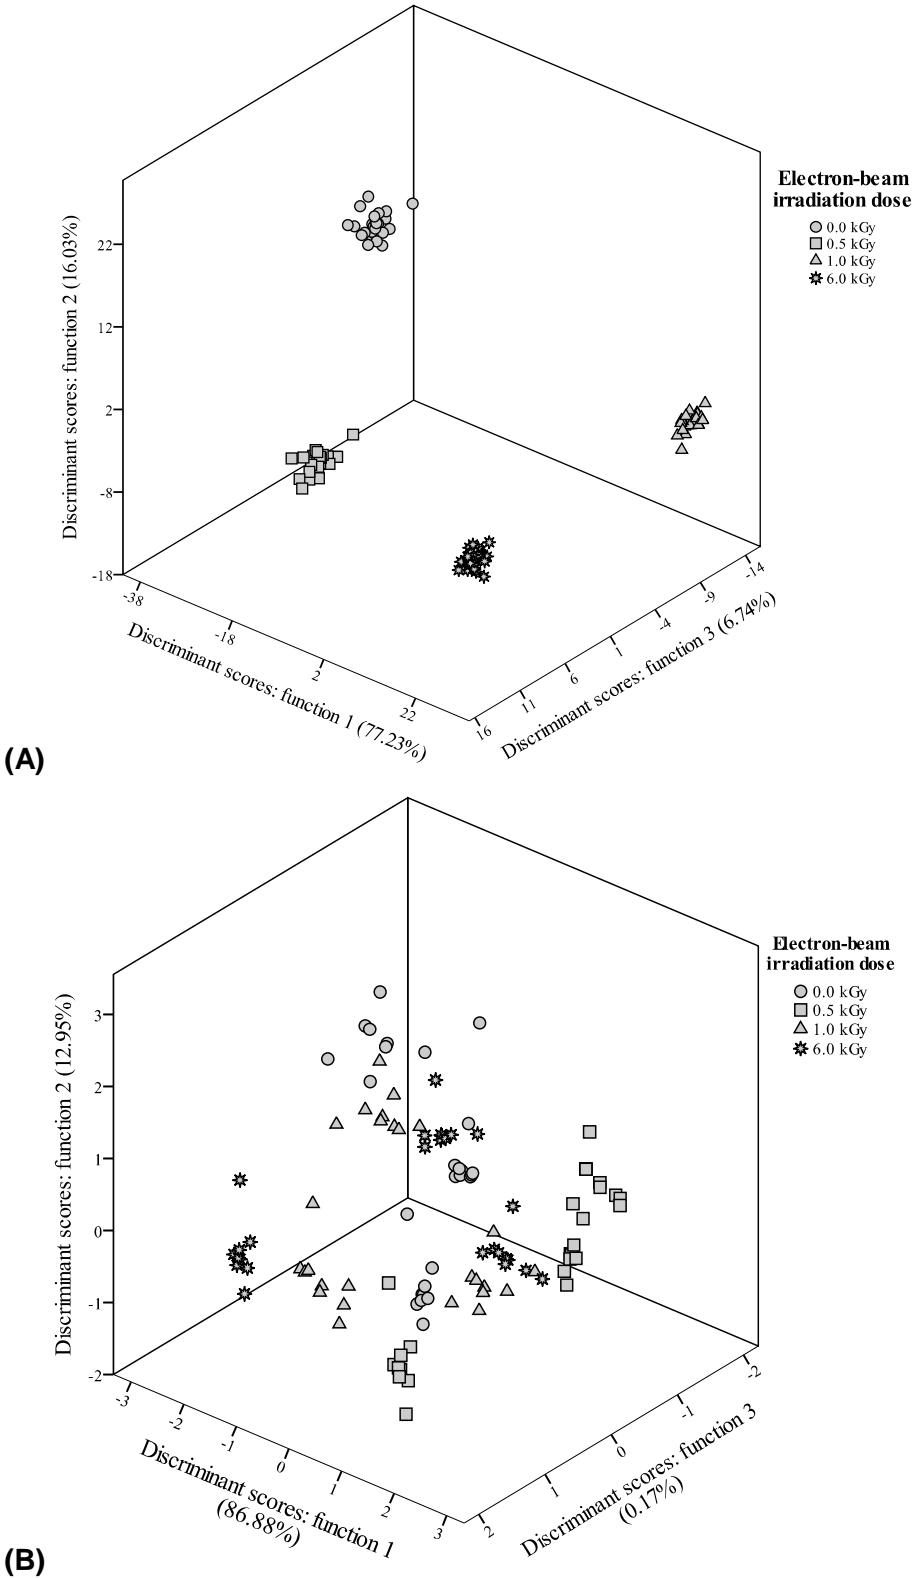 Electron-beam
irradiation dose
0.0 kGy
0.5 kGy
1.0 kGy
6.0 kGy
Discriminant scores: function 2 (16.03%)
22
12
2
-8
-18
-38
-18
2
22
Discriminant scores: function 1 (77.23%)
16
11
6
1
-4
-9
-14
Discriminant scores: function 3 (6.74%)
(A)
Electron-beam
irradiation dose
0.0 kGy
0.5 kGy
1.0 kGy
6.0 kGy
Discriminant scores: function 2 (12.95%)
3
2
1
0
-1
-2
-3
-2
-1
0
1
2
3
Discriminant scores: function 1
(86.88%)
2
1
0
-1
-2
Discriminant scores: function 3
(0.17%)
(B)